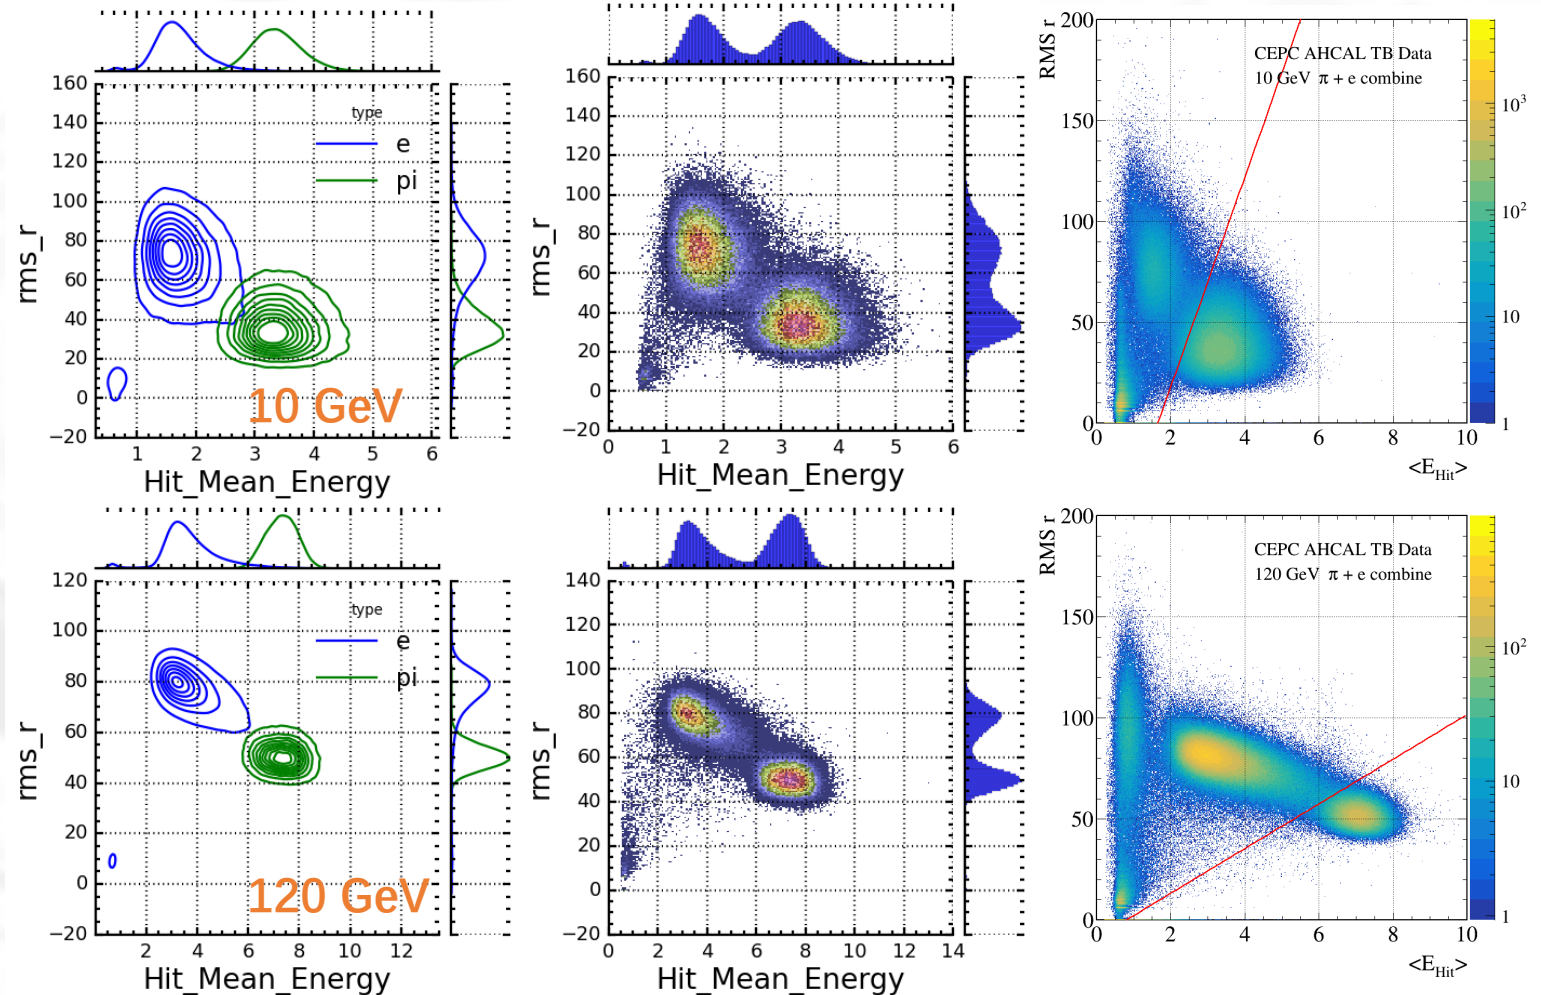 160
140
120
100
80
60
40
20
0
−20
rms_r
type
e
pi
10 GeV
1 2 3 4 5 6
Hit_Mean_Energy
160
140
120
100
80
60
40
20
0
−20
rms_r
0 1 2 3 4 5 6
Hit_Mean_Energy
200
150
100
50
0
RMS r
CEPC AHCAL TB Data
10 GeV π + e combine
10³
10²
10
1
0 2 4 6 8 10
<E_Hit>
120
100
80
60
40
20
0
−20
rms_r
type
e
pi
120 GeV
2 4 6 8 10 12
Hit_Mean_Energy
140
120
100
80
60
40
20
0
−20
rms_r
0 2 4 6 8 10 12 14
Hit_Mean_Energy
200
150
100
50
0
RMS r
CEPC AHCAL TB Data
120 GeV π + e combine
10²
10
1
0 2 4 6 8 10
<E_Hit>